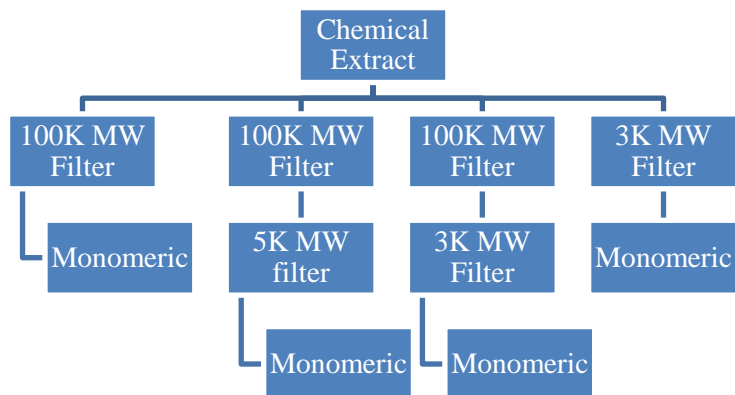 Chemical
Extract
100K MW
Filter
100K MW
Filter
100K MW
Filter
3K MW
Filter
Monomeric
5K MW
filter
3K MW
Filter
Monomeric
Monomeric
Monomeric